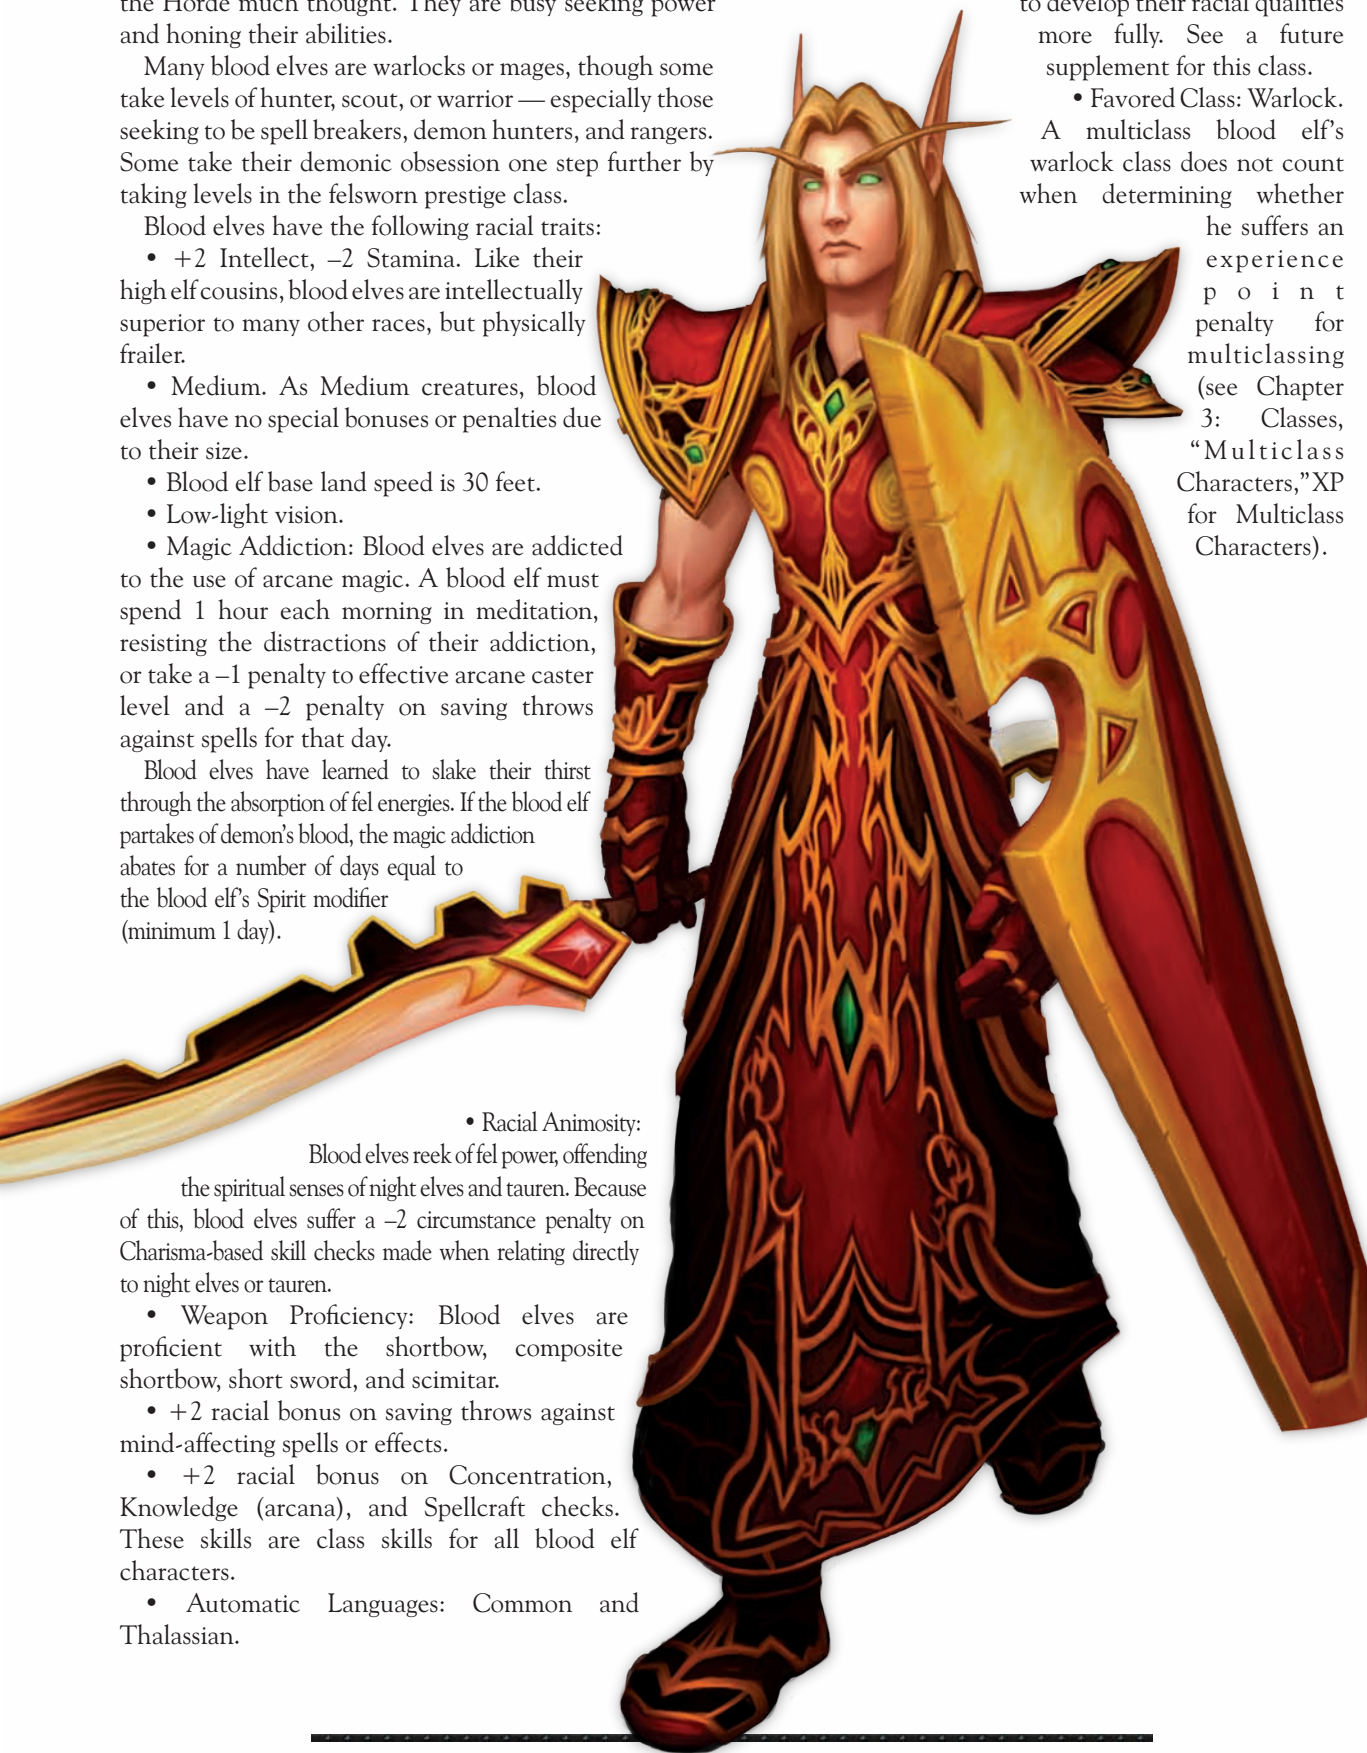 the Horde much thought. They are busy seeking power
and honing their abilities.
Many blood elves are warlocks or mages, though some
take levels of hunter, scout, or warrior — especially those
seeking to be spell breakers, demon hunters, and rangers.
Some take their demonic obsession one step further by
taking levels in the felsworn prestige class.
Blood elves have the following racial traits:
• +2 Intellect, –2 Stamina. Like their
high elf cousins, blood elves are intellectually
superior to many other races, but physically
frailer.
• Medium. As Medium creatures, blood
elves have no special bonuses or penalties due
to their size.
• Blood elf base land speed is 30 feet.
• Low-light vision.
• Magic Addiction: Blood elves are addicted
to the use of arcane magic. A blood elf must
spend 1 hour each morning in meditation,
resisting the distractions of their addiction,
or take a –1 penalty to effective arcane caster
level and a –2 penalty on saving throws
against spells for that day.
Blood elves have learned to slake their thirst
through the absorption of fel energies. If the blood elf
partakes of demon's blood, the magic addiction
abates for a number of days equal to
the blood elf's Spirit modifier
(minimum 1 day).
• Racial Animosity:
Blood elves reek of fel power, offending
the spiritual senses of night elves and tauren. Because
of this, blood elves suffer a –2 circumstance penalty on
Charisma-based skill checks made when relating directly
to night elves or tauren.
• Weapon Proficiency: Blood elves are
proficient with the shortbow, composite
shortbow, short sword, and scimitar.
• +2 racial bonus on saving throws against
mind-affecting spells or effects.
• +2 racial bonus on Concentration,
Knowledge (arcana), and Spellcraft checks.
These skills are class skills for all blood elf
characters.
• Automatic Languages: Common and
Thalassian.
to develop their racial qualities
more fully. See a future
supplement for this class.
• Favored Class: Warlock.
A multiclass blood elf's
warlock class does not count
when determining whether
he suffers an
experience
point
penalty for
multiclassing
(see Chapter
3: Classes,
“Multiclass
Characters,” XP
for Multiclass
Characters).